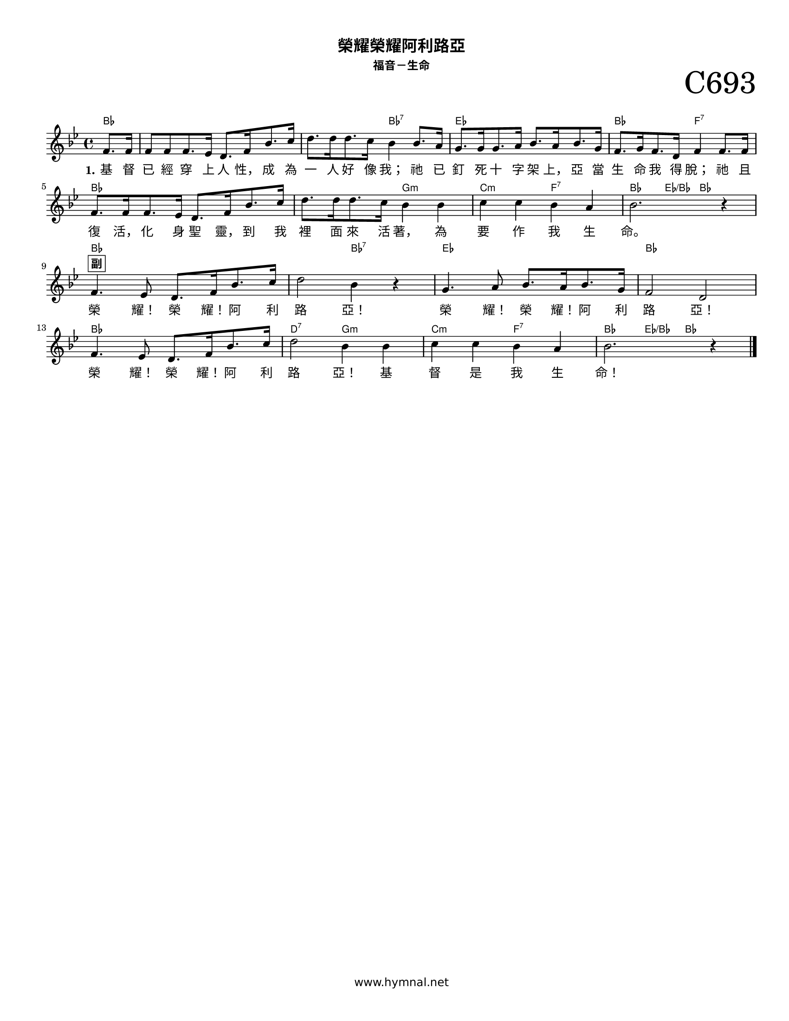 榮耀榮耀阿利路亞
福音－生命
C693
B♭ B♭7 E♭ B♭ F7
1. 基 督 已 經 穿 上 人 性， 成 為 一 人 好 像 我； 祂 已 釘 死 十 字 架 上， 亞 當 生 命 我 得 脫； 祂 且
5 B♭ Gm Cm F7 B♭ E♭/B♭ B♭
復 活， 化 身 聖 靈， 到 我 裡 面 來 活 著， 為 要 作 我 生 命。
B♭ B♭7 E♭ B♭
9 副
榮 耀！ 榮 耀！ 阿 利 路 亞！ 榮 耀！ 榮 耀！ 阿 利 路 亞！
13 B♭ D7 Gm Cm F7 B♭ E♭/B♭ B♭
榮 耀！ 榮 耀！ 阿 利 路 亞！ 基 督 是 我 生 命！
www.hymnal.net